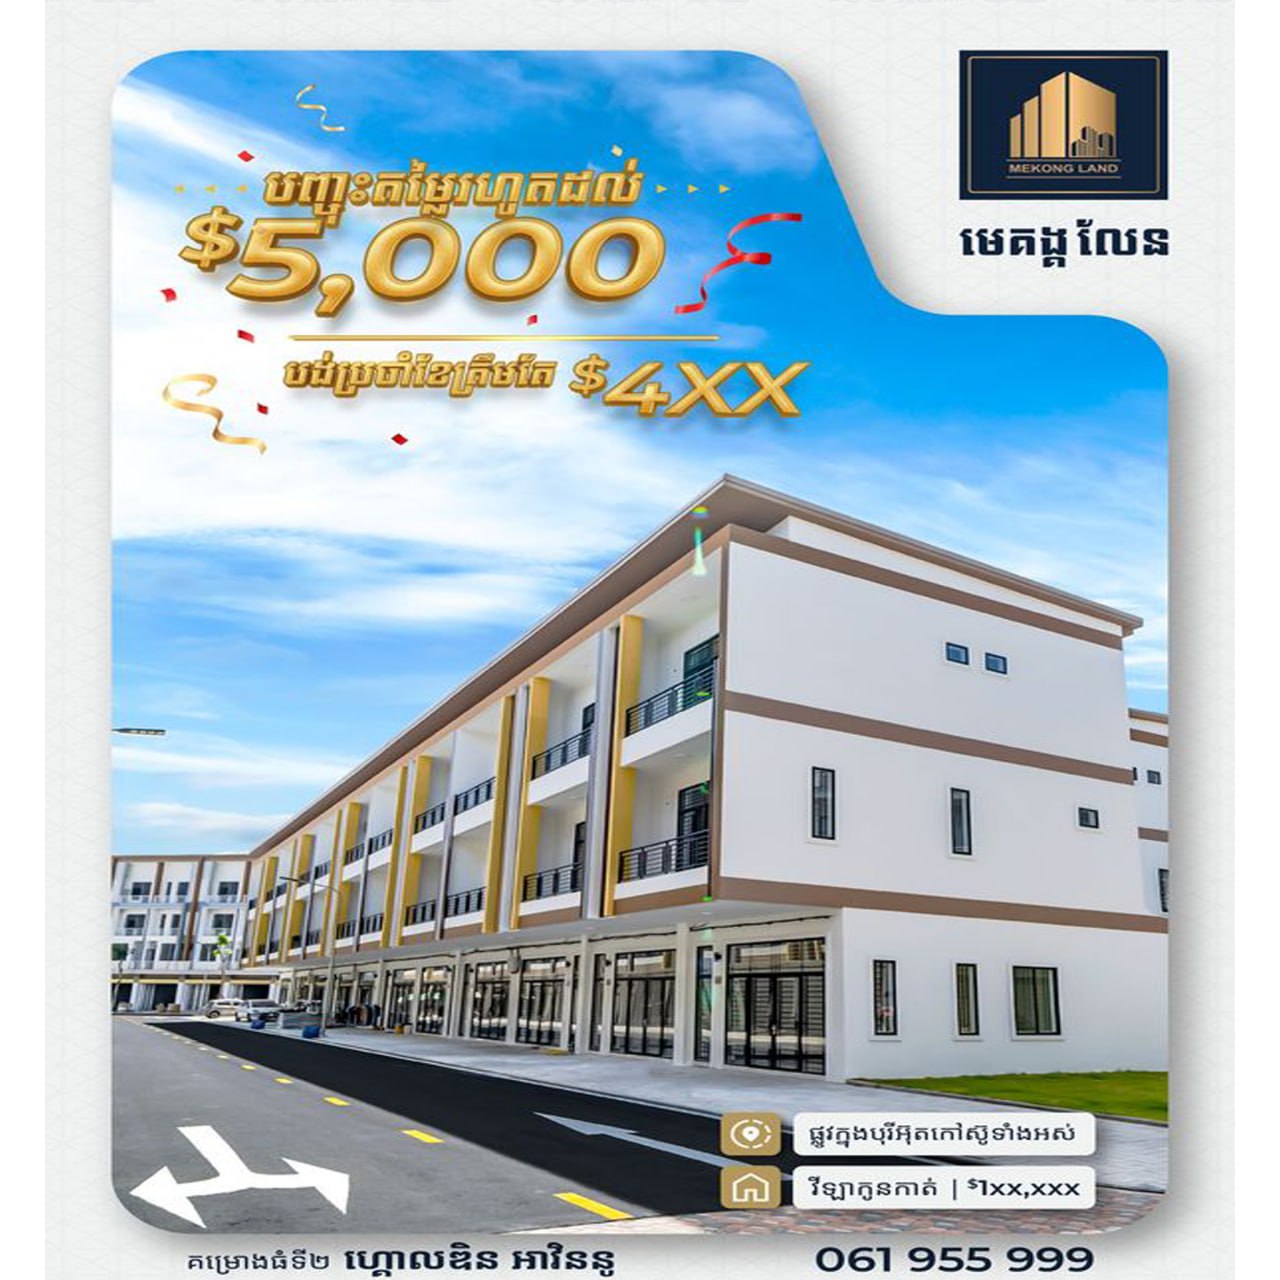 MEKONG LAND
មេគង្គ លែន
បញ្ចុះតម្លៃរហូតដល់
$5,000
បង់ប្រចាំខែត្រឹមតែ $4XX
ផ្លូវក្នុងបុរីអ៊ុតកៅស៊ូទាំងអស់
វីឡាកូនកាត់ | $1xx,xxx
គម្រោងធំទី២ ហ្គោលឌិន អាវិននូ
061 955 999